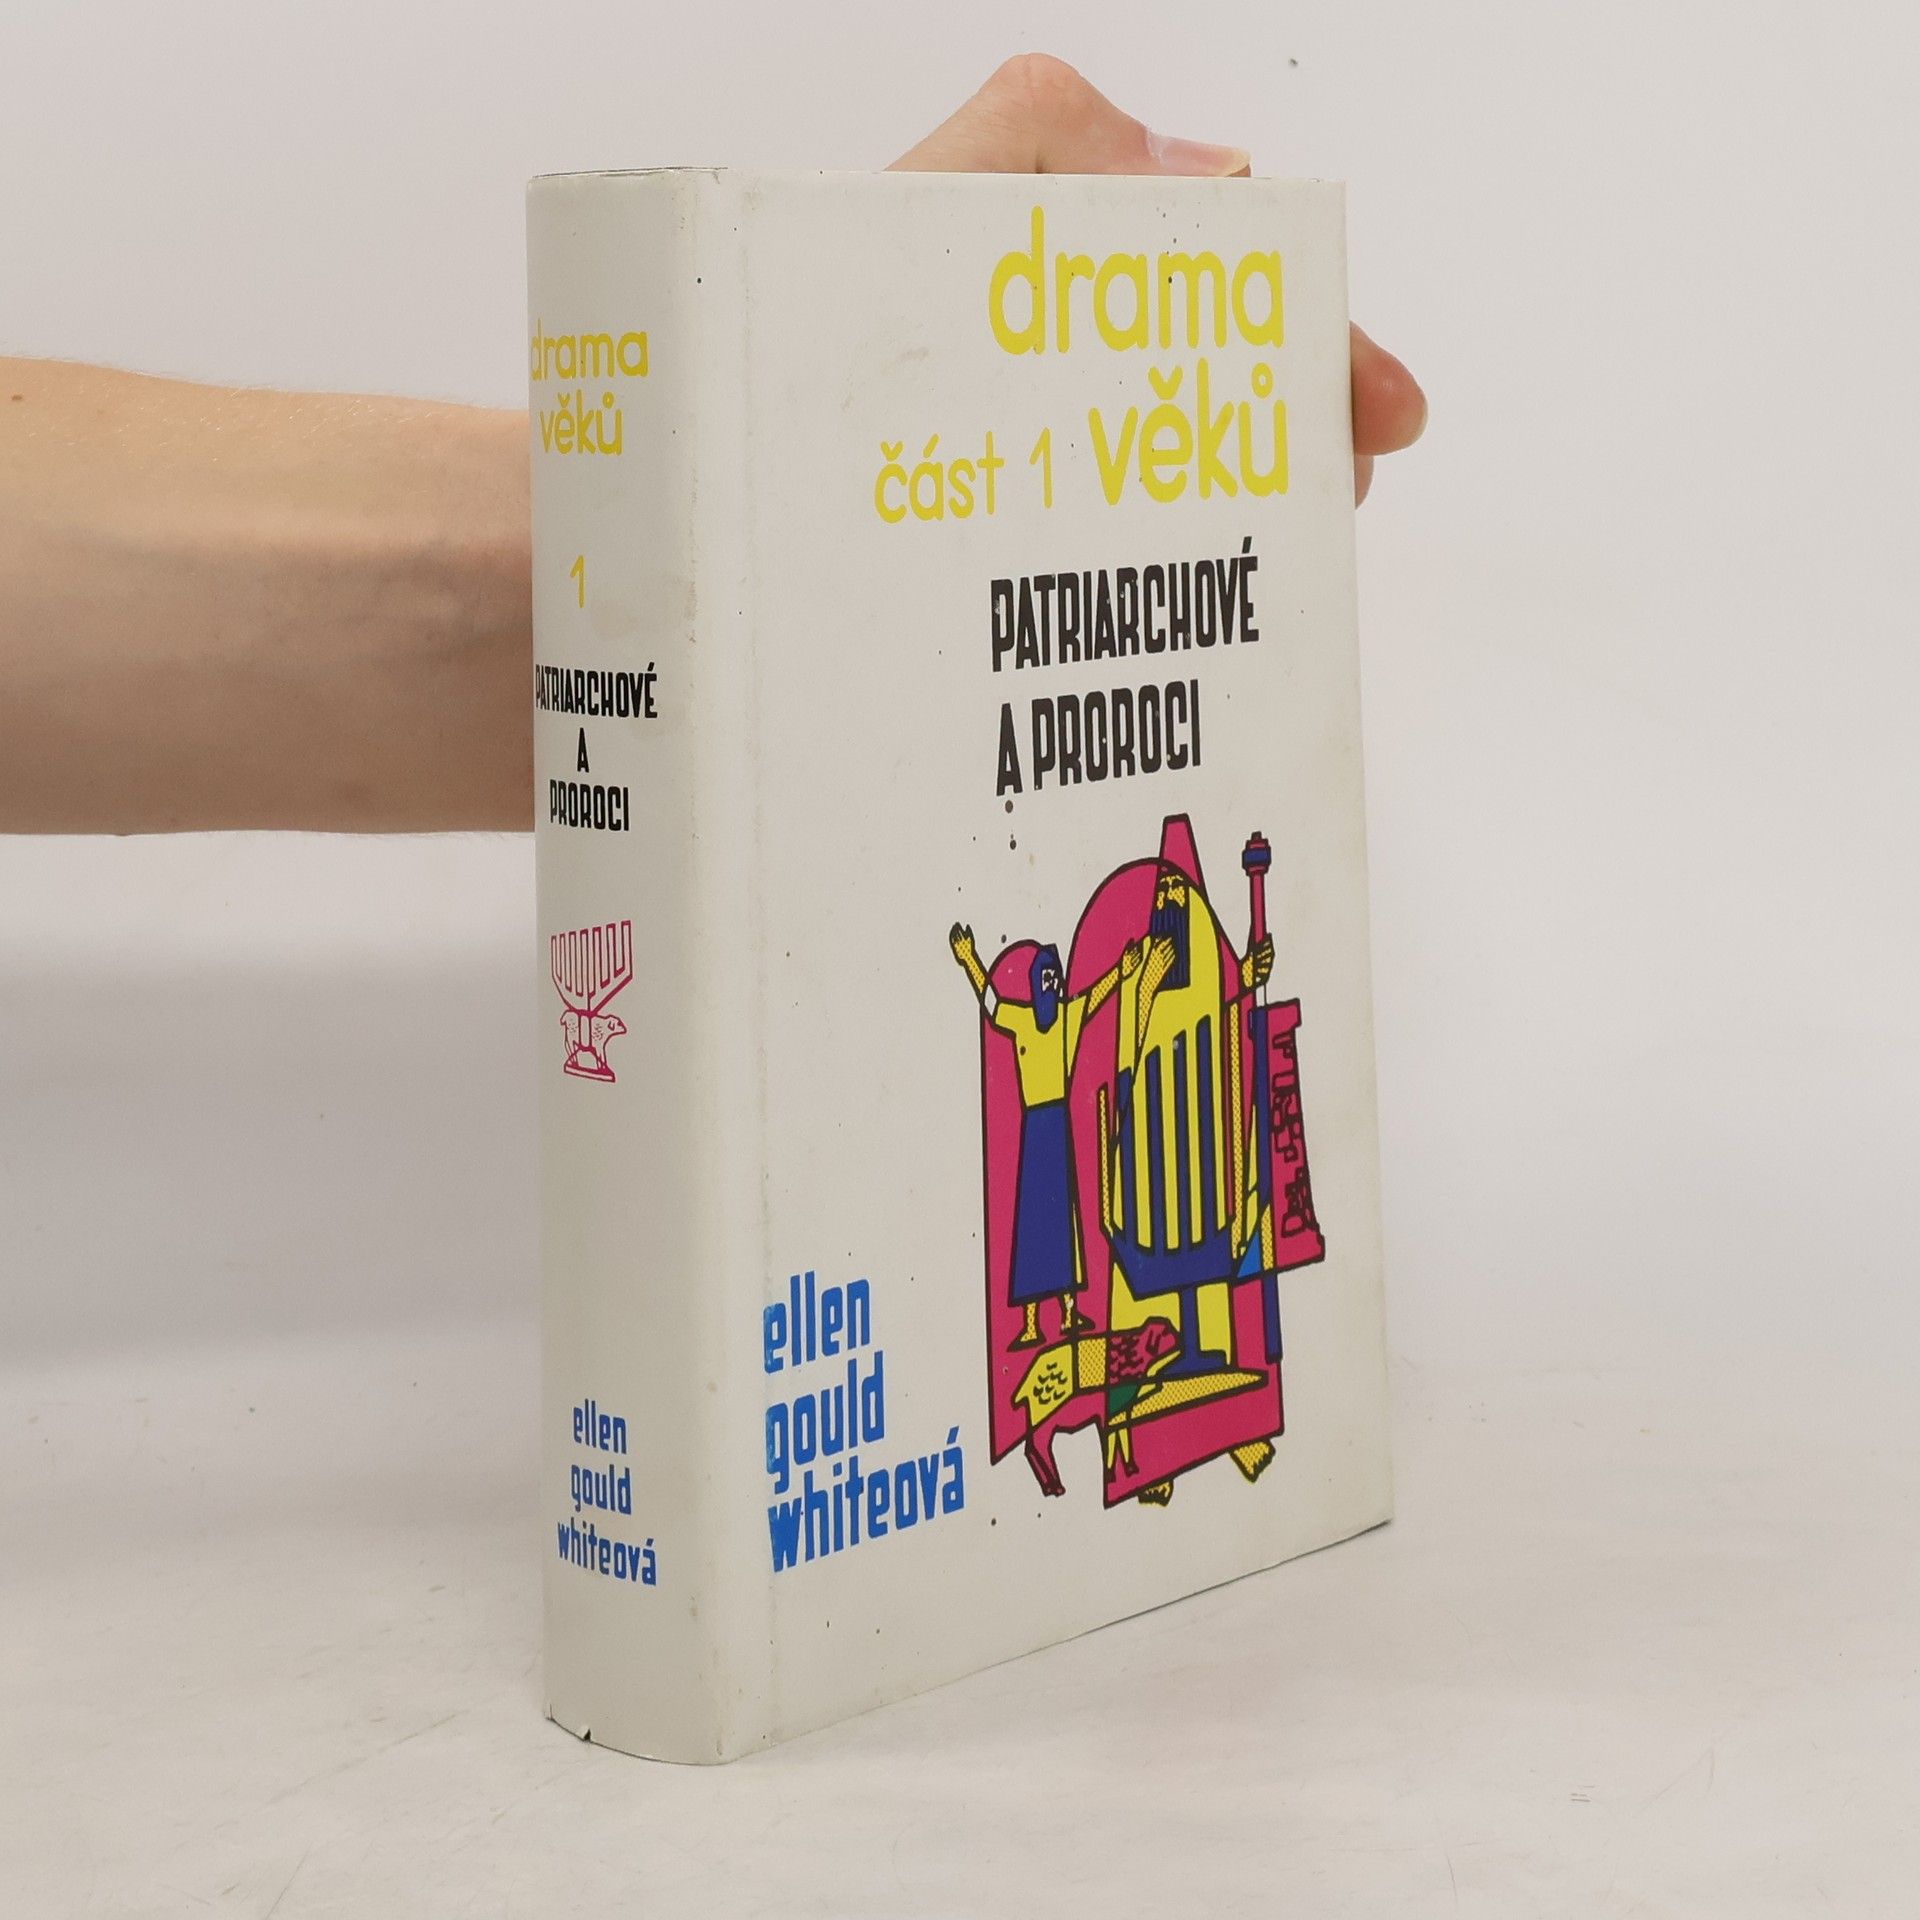 drama
věků
1
PATRIARCHOVÉ
A
PROROCI
ellen
gould
whiteová
drama
část 1 věků
PATRIARCHOVÉ
A PROROCI
ellen
gould
whiteová